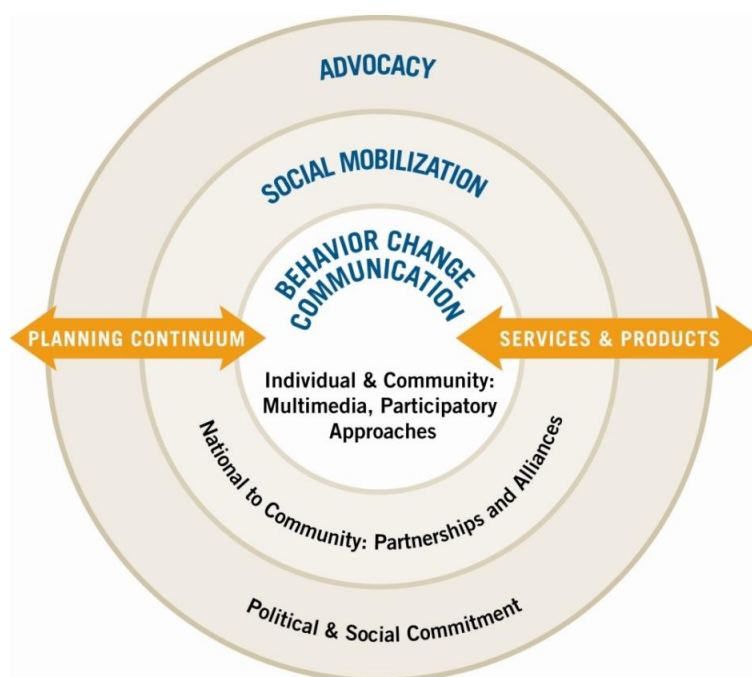 ADVOCACY
SOCIAL MOBILIZATION
BEHAVIOR CHANGE
COMMUNICATION
PLANNING CONTINUUM
SERVICES & PRODUCTS
Individual & Community:
Multimedia, Participatory
Approaches
National to Community: Partnerships and Alliances
Political & Social Commitment